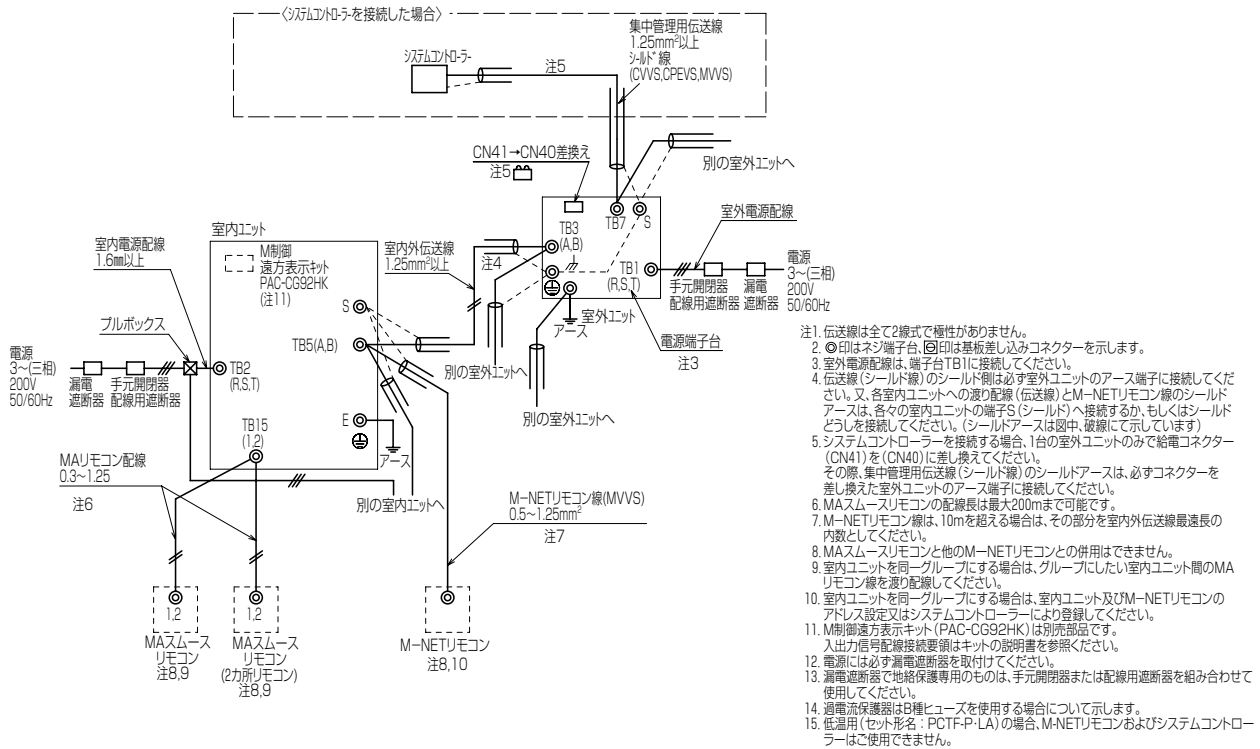 〈システムコントローラーを接続した場合〉
システムコントローラー
注5
集中管理用伝送線
1.25mm²以上
シールド線
(CVVS,CPEVS,MVVS)
CN41→CN40差換え
注5
別の室外ユニットへ
TB7
S
TB3
(A,B)
TB1
(R,S,T)
室外電源配線
電源
3～(三相)
200V
50/60Hz
手元開閉器
配線用遮断器
漏電
遮断器
室外ユニット
アース
電源端子台
注3
室内外伝送線
1.25mm²以上
注4
別の室外ユニットへ
別の室外ユニットへ
室内ユニット
M制御
遠方表示キット
PAC-CG92HK
(注11)
室内電源配線
1.6mm以上
プルボックス
電源
3～(三相)
200V
50/60Hz
漏電
遮断器
手元開閉器
配線用遮断器
TB2
(R,S,T)
S
TB5(A,B)
E
アース
TB15
(1,2)
MAリモコン配線
0.3~1.25
注6
別の室内ユニットへ
M-NETリモコン線(MVVS)
0.5~1.25mm²
注7
1,2
MAスムース
リモコン
注8,9
1,2
MAスムース
リモコン
(2カ所リモコン)
注8,9
M-NETリモコン
注8,10
注1. 伝送線は全て2線式で極性がありません。
2. ◎印はネジ端子台、回印は基板差し込みコネクターを示します。
3. 室外電源配線は、端子台TB1に接続してください。
4. 伝送線(シールド線)のシールド側は必ず室外ユニットのアース端子に接続してくだ
さい。又、各室内ユニットへの渡り配線(伝送線)とM-NETリモコン線のシールド
アースは、各々の室内ユニットの端子S(シールド)へ接続するか、もしくはシールド
どうしを接続してください。(シールドアースは図中、破線にて示しています)
5. システムコントローラーを接続する場合、1台の室外ユニットのみで給電コネクター
(CN41)を(CN40)に差し換えてください。
その際、集中管理用伝送線(シールド線)のシールドアースは、必ずコネクターを
差し換えた室外ユニットのアース端子に接続してください。
6. MAスムースリモコンの配線長は最大200mまで可能です。
7. M-NETリモコン線は、10mを超える場合は、その部分を室内外伝送線最遠長の
内数としてください。
8. MAスムースリモコンと他のM-NETリモコンとの併用はできません。
9. 室内ユニットを同一グループにする場合は、グループにしたい室内ユニット間のMA
リモコン線を渡り配線してください。
10. 室内ユニットを同一グループにする場合は、室内ユニット及びM-NETリモコンの
アドレス設定又はシステムコントローラーにより登録してください。
11. M制御遠方表示キット(PAC-CG92HK)は別売部品です。
入出力信号配線接続要領はキットの説明書を参照ください。
12. 電源には必ず漏電遮断器を取付けてください。
13. 漏電遮断器で地絡保護専用のものは、手元開閉器または配線用遮断器を組み合わせて
使用してください。
14. 過電流保護器はB種ヒューズを使用する場合について示します。
15. 低温用(セット形名:PCTF-P・LA)の場合、M-NETリモコンおよびシステムコントロー
ラーはご使用できません。